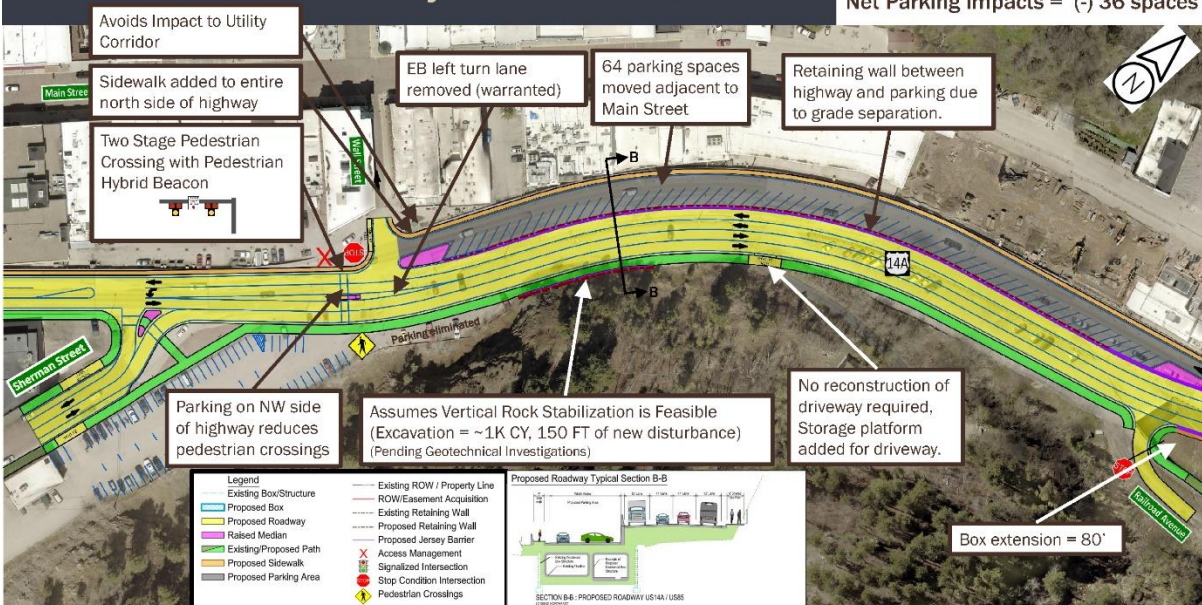 Net Parking Impacts = (-) 36 spaces
Avoids Impact to Utility
Corridor
Sidewalk added to entire
north side of highway
Two Stage Pedestrian
Crossing with Pedestrian
Hybrid Beacon
EB left turn lane
removed (warranted)
64 parking spaces
moved adjacent to
Main Street
Retaining wall between
highway and parking due
to grade separation.
N
Main Street
Wall Street
STOP
B
B
14A
Sherman Street
Parking eliminated
Parking on NW side
of highway reduces
pedestrian crossings
Assumes Vertical Rock Stabilization is Feasible
(Excavation = ~1K CY, 150 FT of new disturbance)
(Pending Geotechnical Investigations)
No reconstruction of
driveway required,
Storage platform
added for driveway.
STOP
Railroad Avenue
Box extension = 80'
Legend
Existing Box/Structure
Proposed Box
Proposed Roadway
Raised Median
Existing/Proposed Path
Proposed Sidewalk
Proposed Parking Area
Existing ROW / Property Line
ROW/Easement Acquisition
Existing Retaining Wall
Proposed Retaining Wall
Proposed Jersey Barrier
Access Management
Signalized Intersection
Stop Condition Intersection
Pedestrian Crossings
Proposed Roadway Typical Section B-B
SECTION B-B : PROPOSED ROADWAY US14A / US85